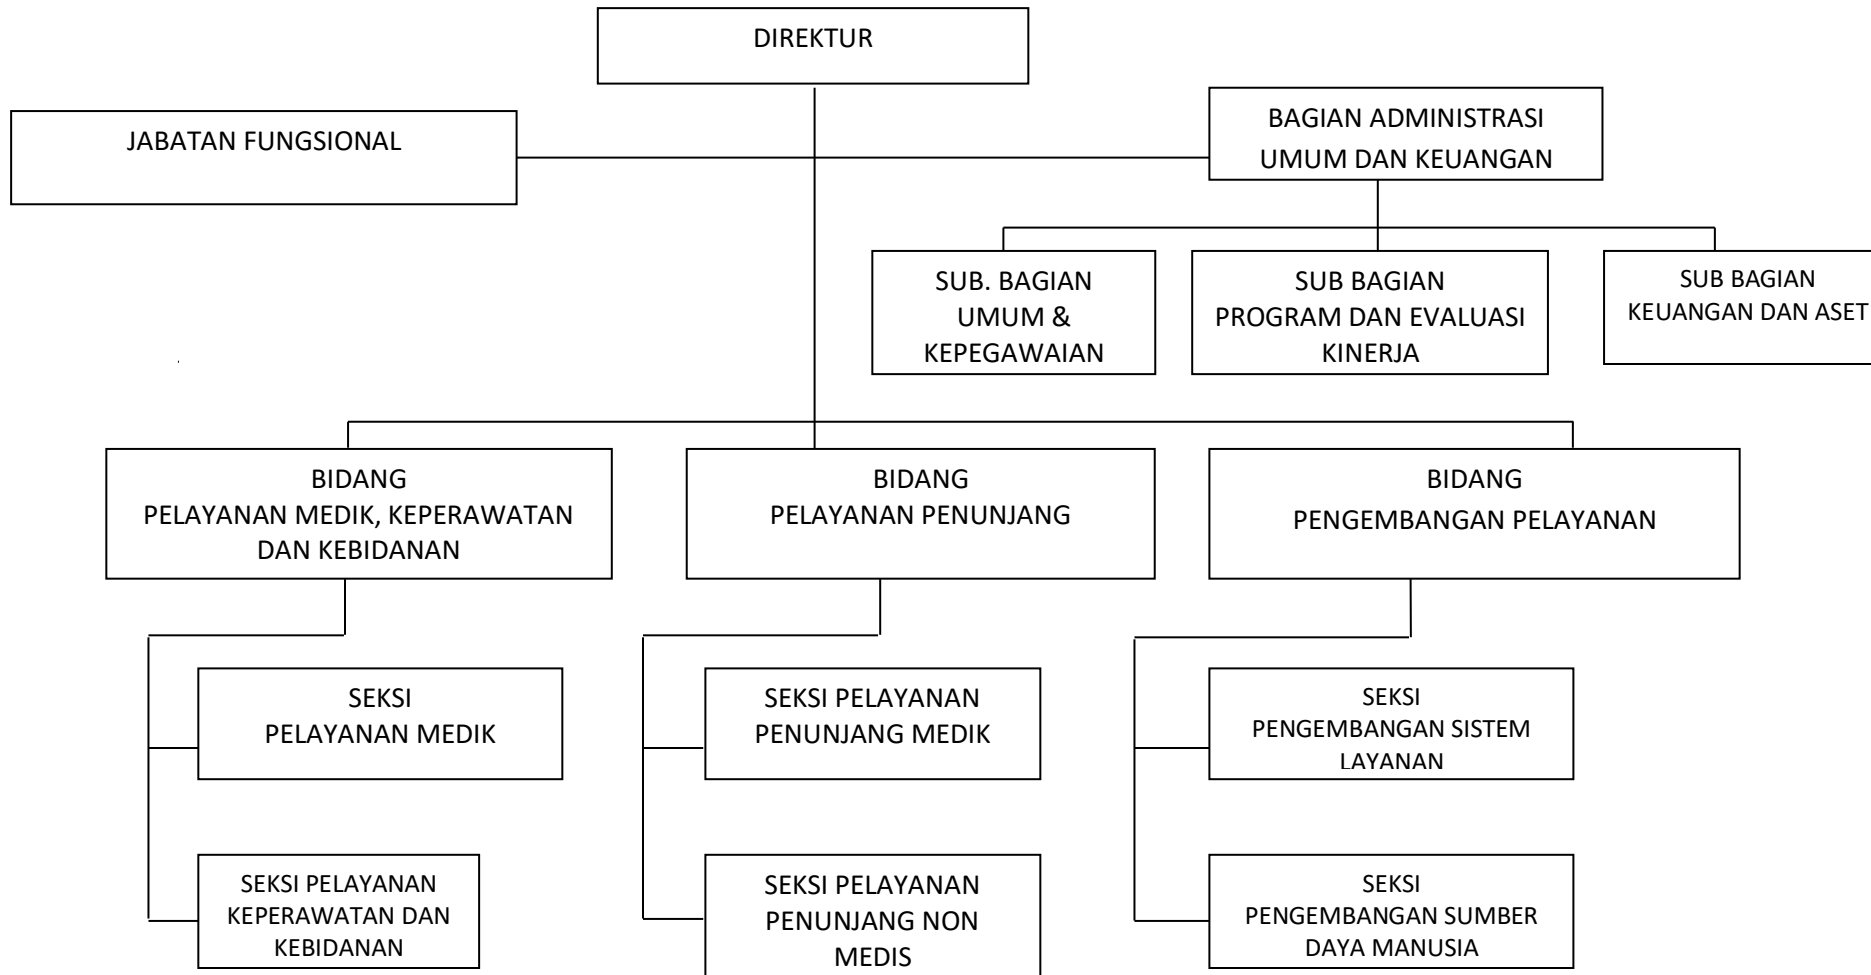 DIREKTUR
JABATAN FUNGSIONAL
BAGIAN ADMINISTRASI
UMUM DAN KEUANGAN
SUB. BAGIAN
UMUM &
KEPEGAWAIAN
SUB BAGIAN
PROGRAM DAN EVALUASI
KINERJA
SUB BAGIAN
KEUANGAN DAN ASET
BIDANG
PELAYANAN MEDIK, KEPERAWATAN
DAN KEBIDANAN
BIDANG
PELAYANAN PENUNJANG
BIDANG
PENGEMBANGAN PELAYANAN
SEKSI
PELAYANAN MEDIK
SEKSI PELAYANAN
PENUNJANG MEDIK
SEKSI
PENGEMBANGAN SISTEM
LAYANAN
SEKSI PELAYANAN
KEPERAWATAN DAN
KEBIDANAN
SEKSI PELAYANAN
PENUNJANG NON
MEDIS
SEKSI
PENGEMBANGAN SUMBER
DAYA MANUSIA